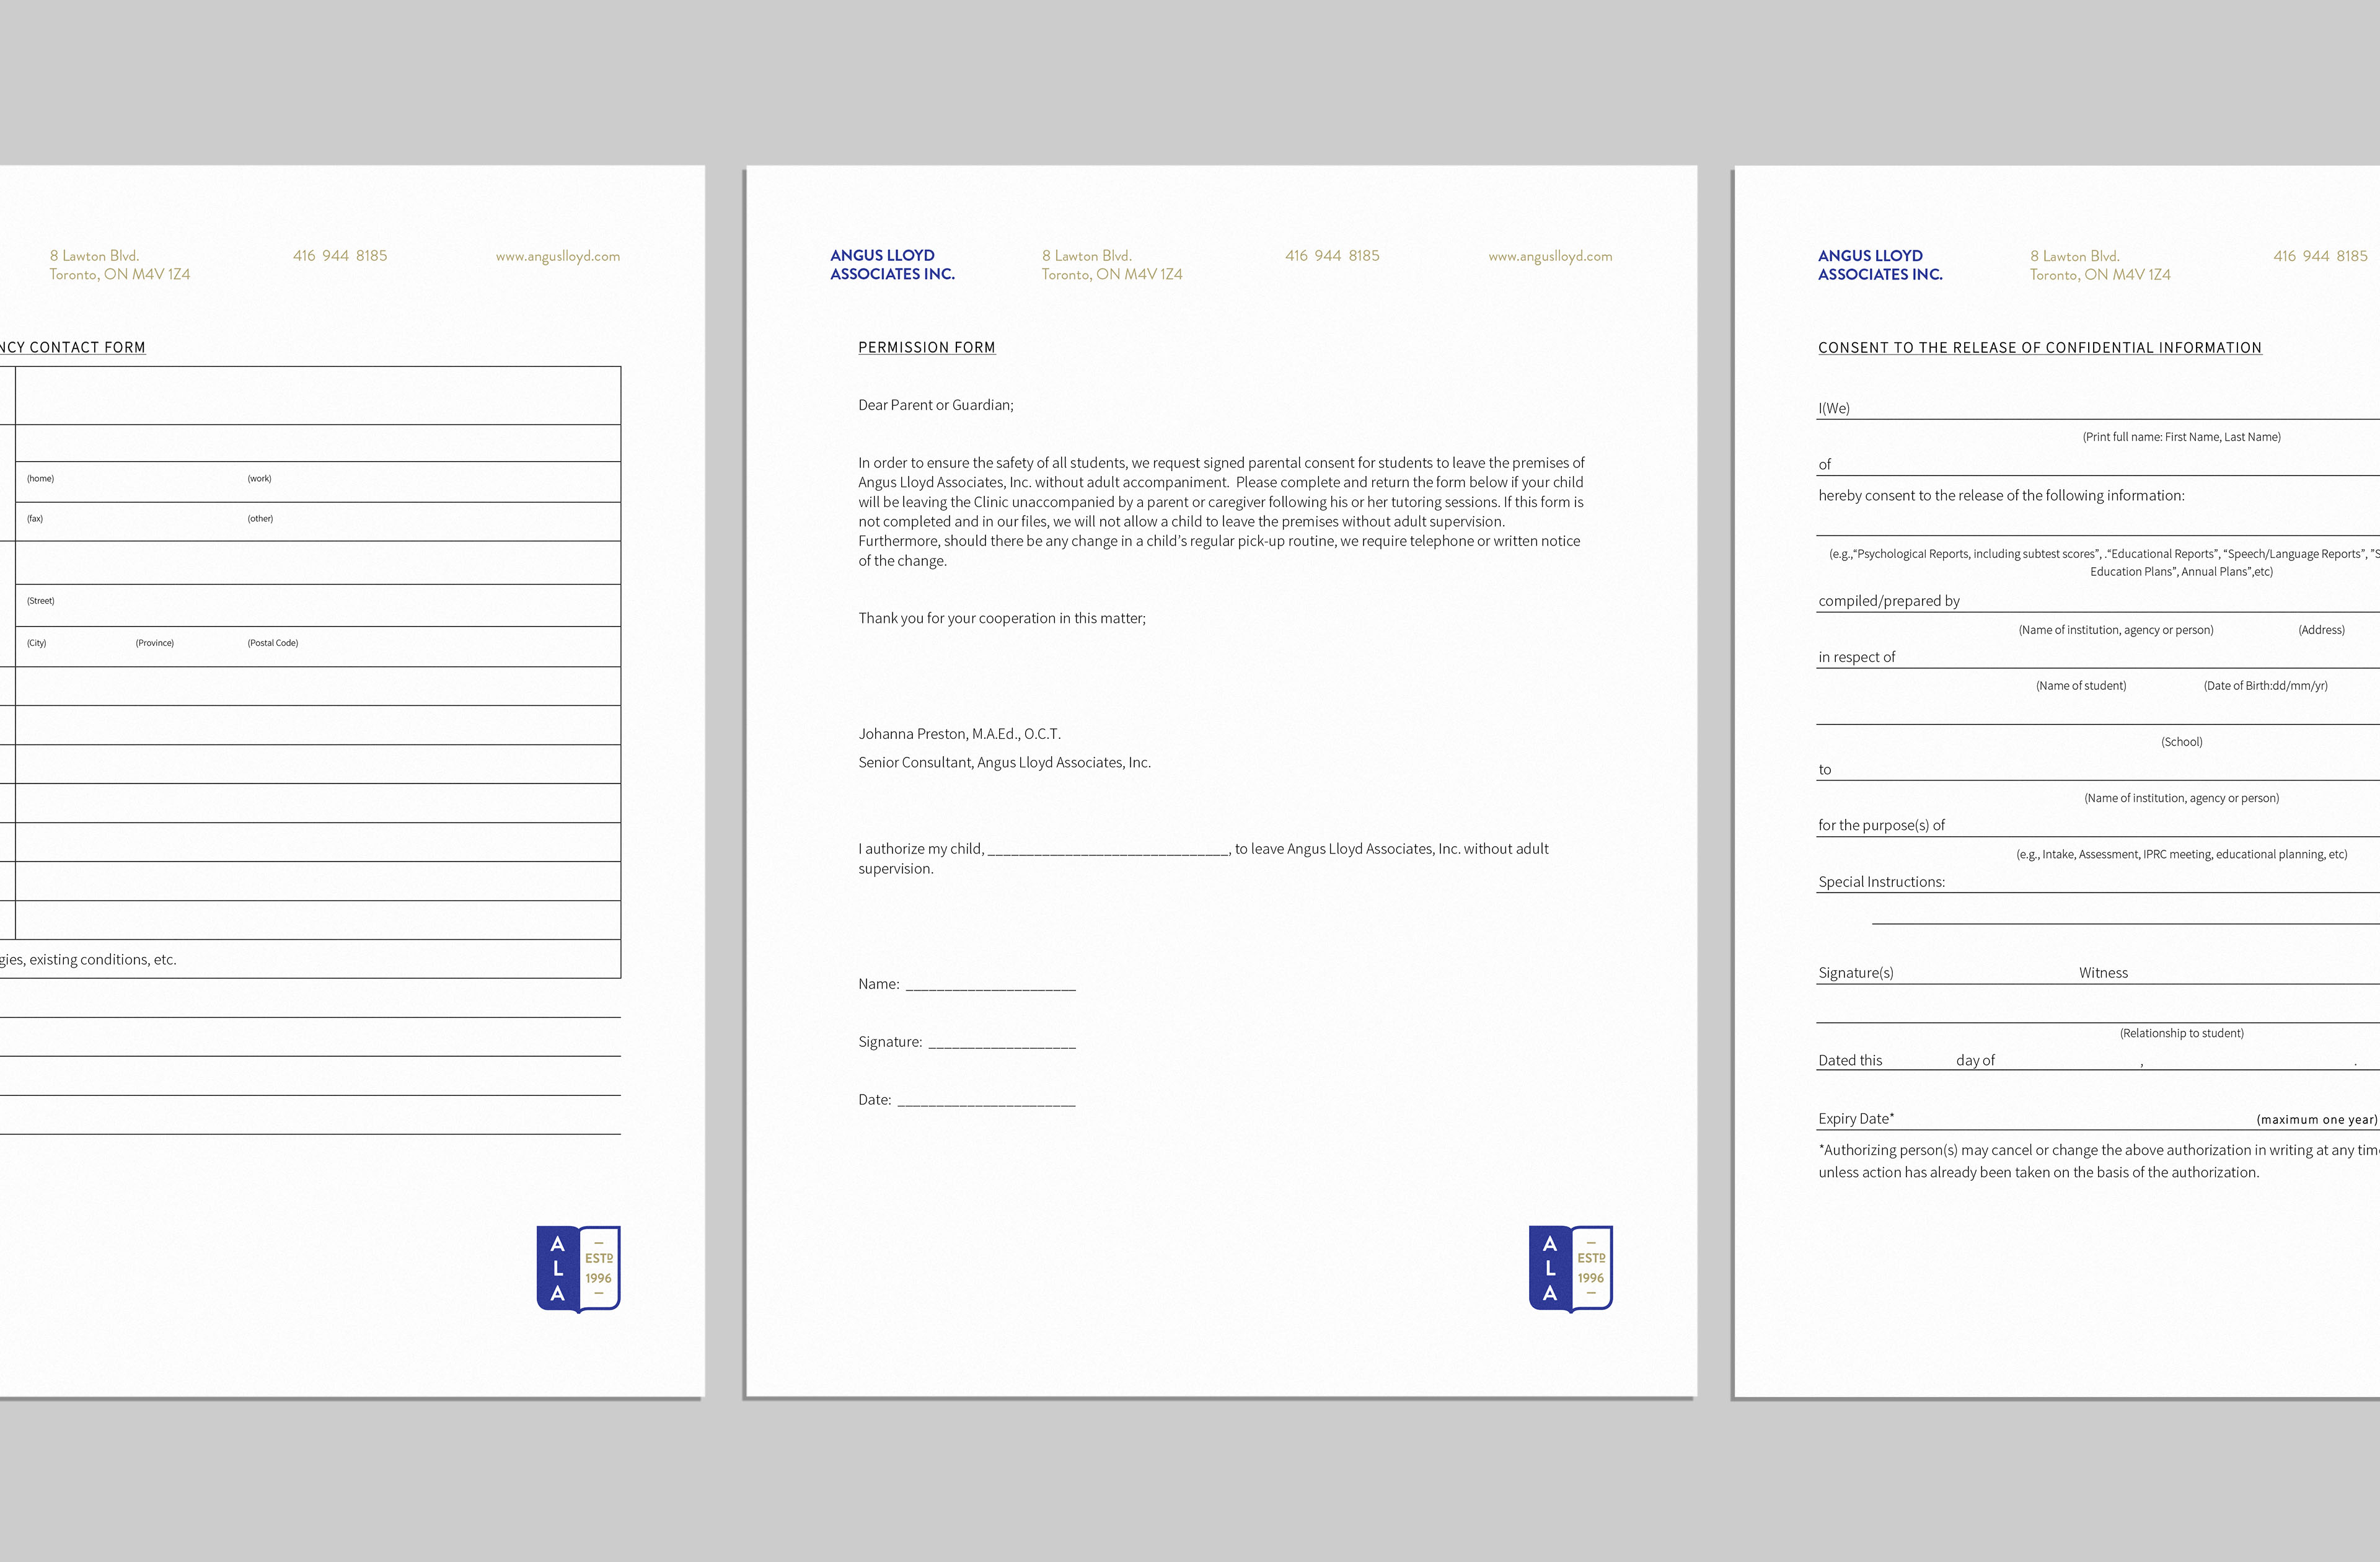 8 Lawton Blvd.
Toronto, ON M4V 1Z4
416 944 8185
www.anguslloyd.com
NCY CONTACT FORM
(home) (work)
(fax) (other)
(Street)
(City) (Province) (Postal Code)
gies, existing conditions, etc.
A
L
A
ESTD
1996
ANGUS LLOYD
ASSOCIATES INC.
8 Lawton Blvd.
Toronto, ON M4V 1Z4
416 944 8185
www.anguslloyd.com
PERMISSION FORM
Dear Parent or Guardian;
In order to ensure the safety of all students, we request signed parental consent for students to leave the premises of
Angus Lloyd Associates, Inc. without adult accompaniment. Please complete and return the form below if your child
will be leaving the Clinic unaccompanied by a parent or caregiver following his or her tutoring sessions. If this form is
not completed and in our files, we will not allow a child to leave the premises without adult supervision.
Furthermore, should there be any change in a child’s regular pick-up routine, we require telephone or written notice
of the change.
Thank you for your cooperation in this matter;
Johanna Preston, M.A.Ed., O.C.T.
Senior Consultant, Angus Lloyd Associates, Inc.
I authorize my child, _______________________________, to leave Angus Lloyd Associates, Inc. without adult
supervision.
Name: ______________________
Signature: ___________________
Date: _______________________
A
L
A
ESTD
1996
ANGUS LLOYD
ASSOCIATES INC.
8 Lawton Blvd.
Toronto, ON M4V 1Z4
416 944 8185
CONSENT TO THE RELEASE OF CONFIDENTIAL INFORMATION
I(We)
(Print full name: First Name, Last Name)
of
hereby consent to the release of the following information:
(e.g.,“Psychological Reports, including subtest scores”, .“Educational Reports”, “Speech/Language Reports”, ”S
Education Plans”, Annual Plans”,etc)
compiled/prepared by
(Name of institution, agency or person) (Address)
in respect of
(Name of student) (Date of Birth:dd/mm/yr)
(School)
to
(Name of institution, agency or person)
for the purpose(s) of
(e.g., Intake, Assessment, IPRC meeting, educational planning, etc)
Special Instructions:
Signature(s) Witness
(Relationship to student)
Dated this day of , .
Expiry Date* (maximum one year)
*Authorizing person(s) may cancel or change the above authorization in writing at any tim
unless action has already been taken on the basis of the authorization.